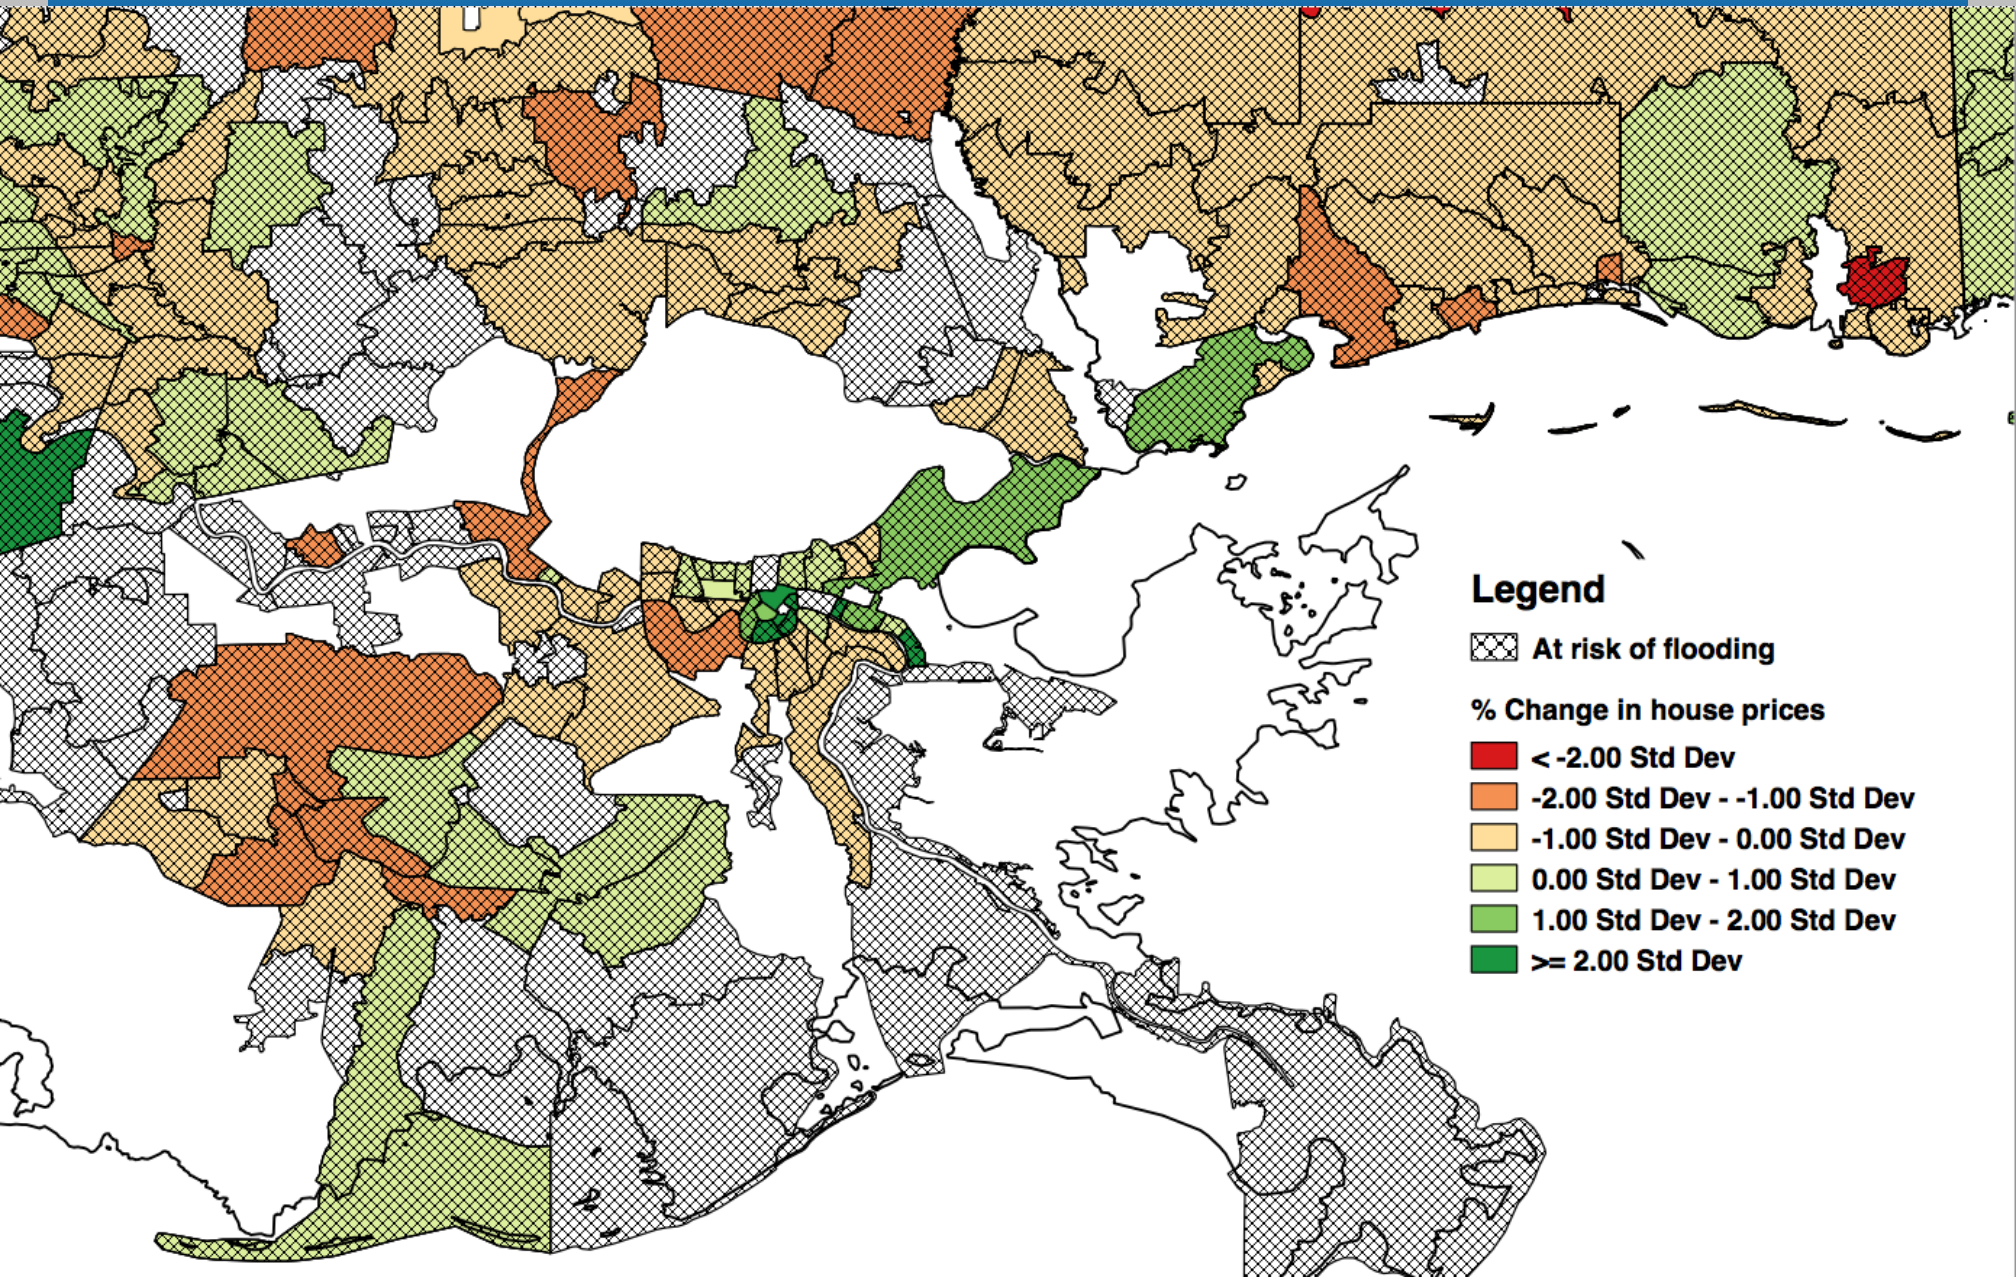 Legend
At risk of flooding
% Change in house prices
< -2.00 Std Dev
-2.00 Std Dev - -1.00 Std Dev
-1.00 Std Dev - 0.00 Std Dev
0.00 Std Dev - 1.00 Std Dev
1.00 Std Dev - 2.00 Std Dev
>= 2.00 Std Dev